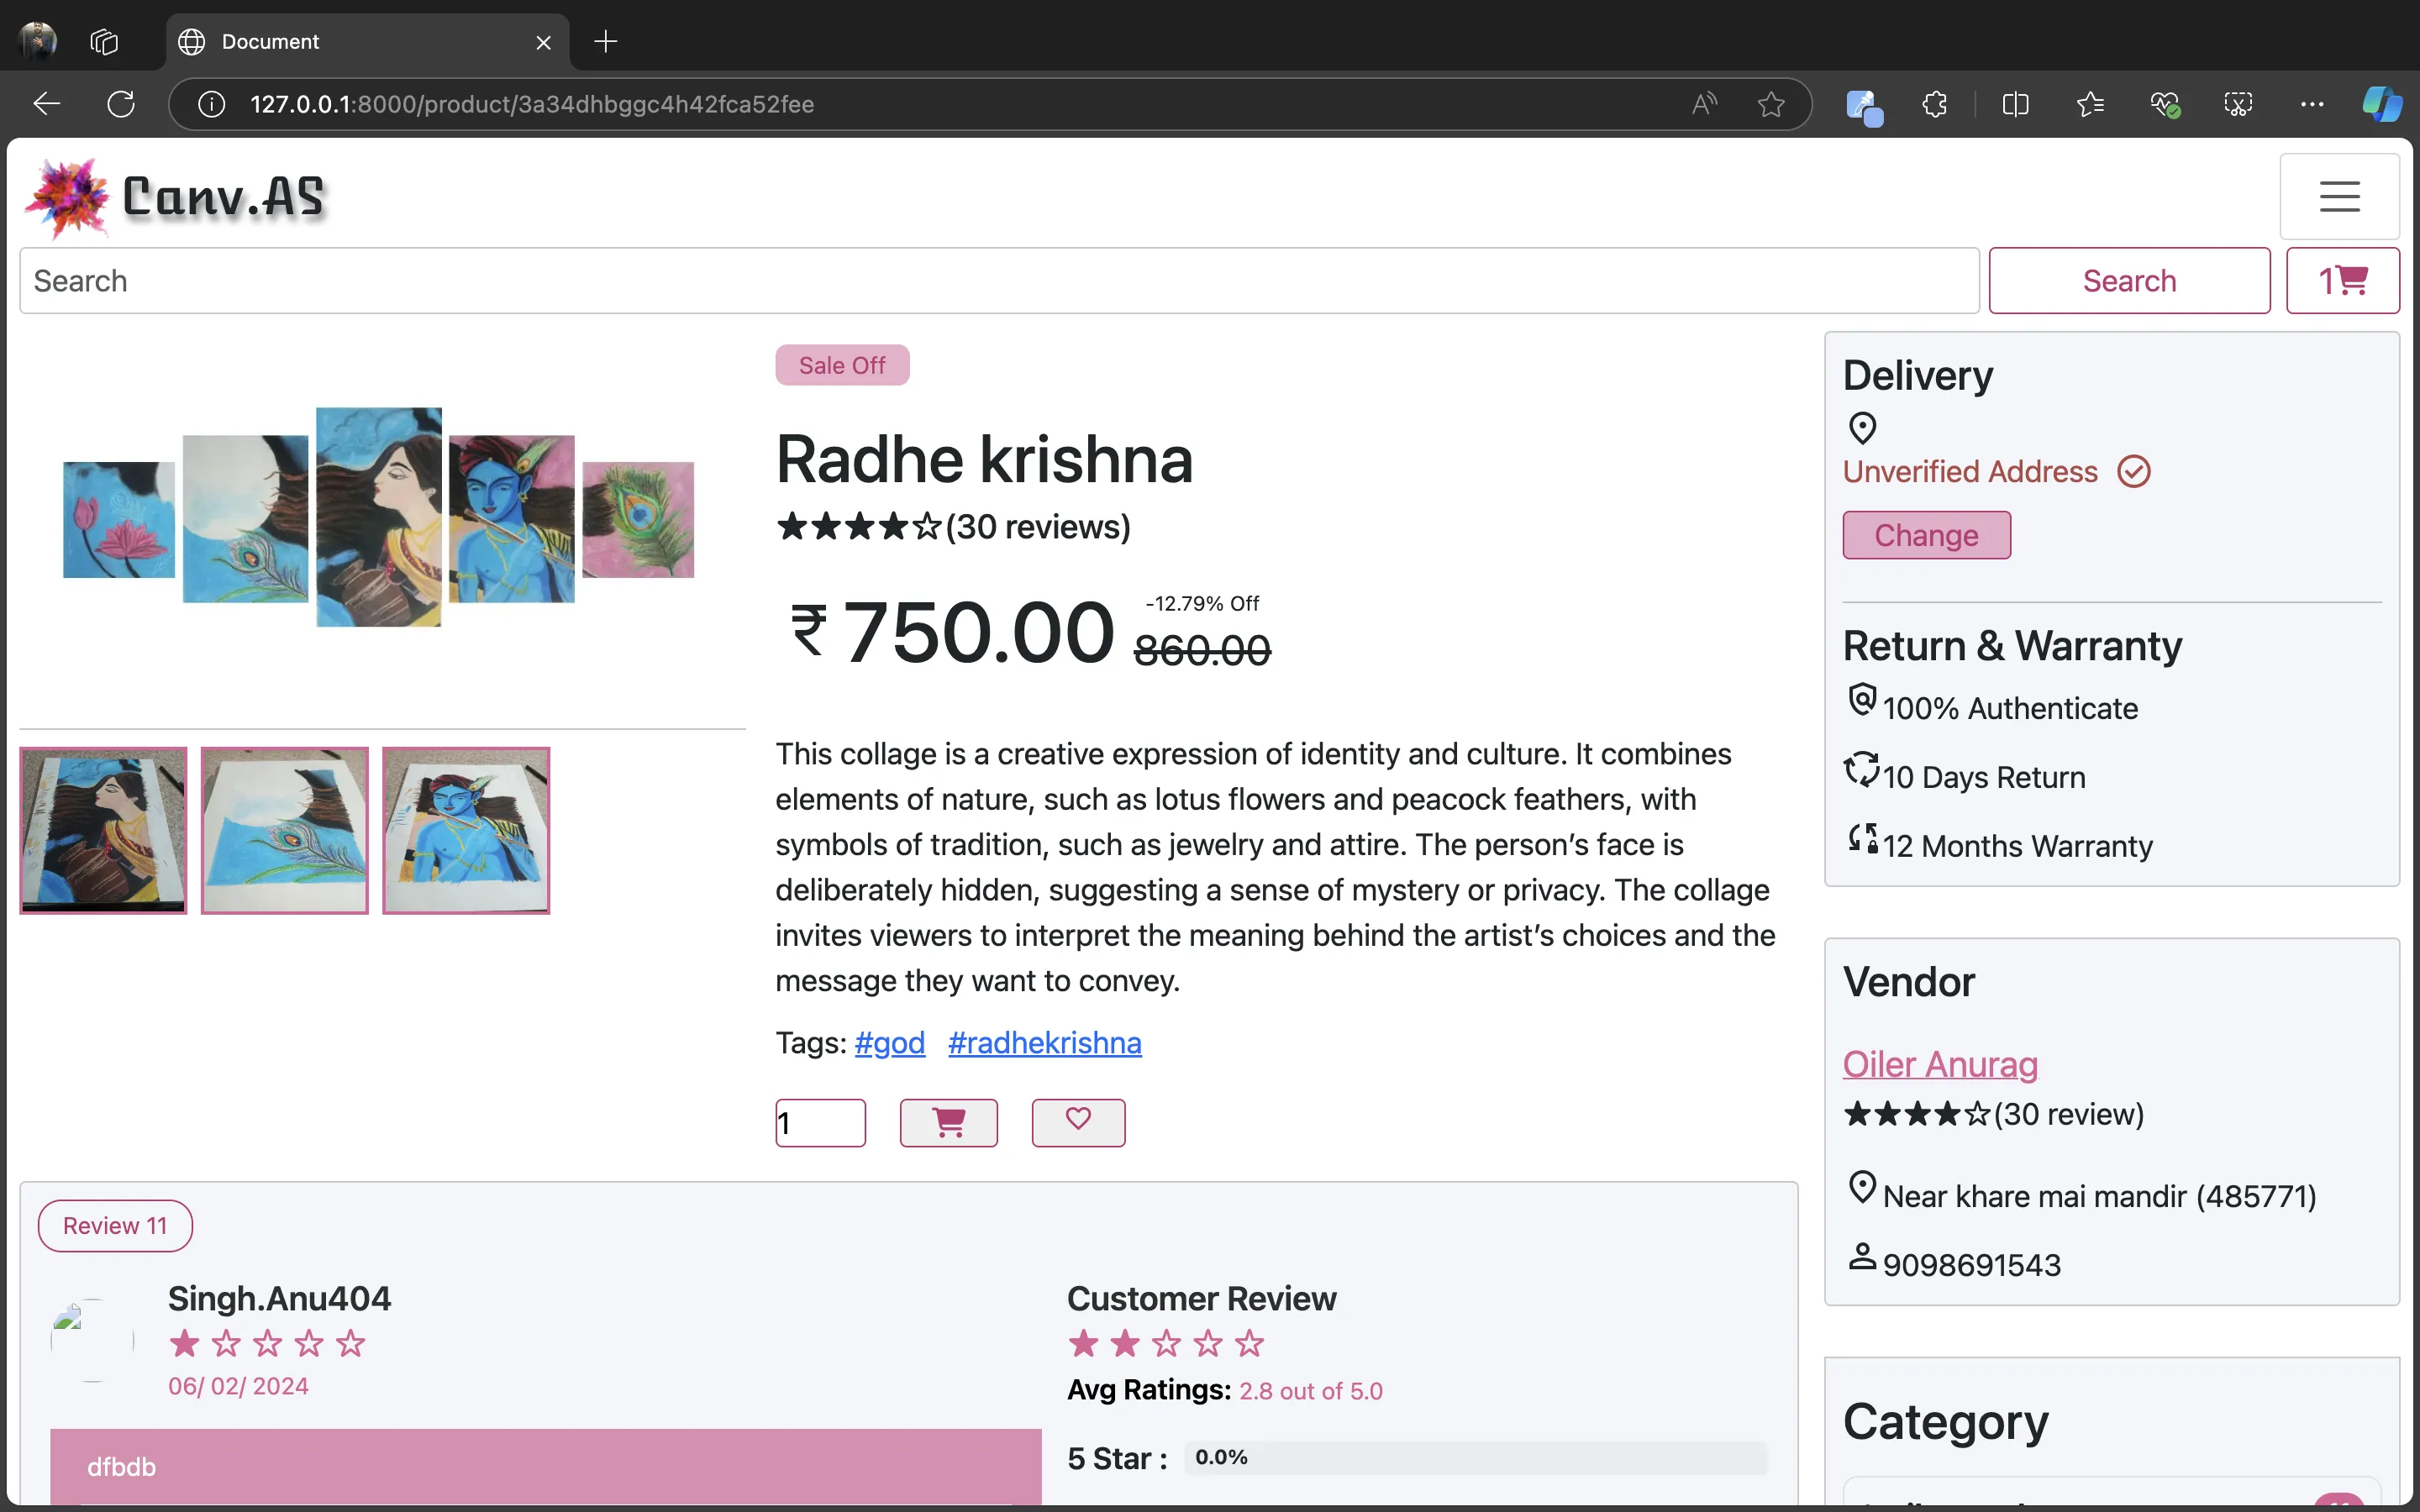 Document
127.0.0.1:8000/product/3a34dhbggc4h42fca52fee
Canv.AS
Search
Search
1
Sale Off
Radhe krishna
(30 reviews)
₹ 750.00
-12.79% Off
860.00
This collage is a creative expression of identity and culture. It combines
elements of nature, such as lotus flowers and peacock feathers, with
symbols of tradition, such as jewelry and attire. The person’s face is
deliberately hidden, suggesting a sense of mystery or privacy. The collage
invites viewers to interpret the meaning behind the artist’s choices and the
message they want to convey.
Tags: #god #radhekrishna
1
Delivery
Unverified Address
Change
Return & Warranty
100% Authenticate
10 Days Return
12 Months Warranty
Vendor
Oiler Anurag
(30 review)
Near khare mai mandir (485771)
9098691543
Category
Review 11
Singh.Anu404
06/ 02/ 2024
dfbdb
Customer Review
Avg Ratings: 2.8 out of 5.0
5 Star : 0.0%